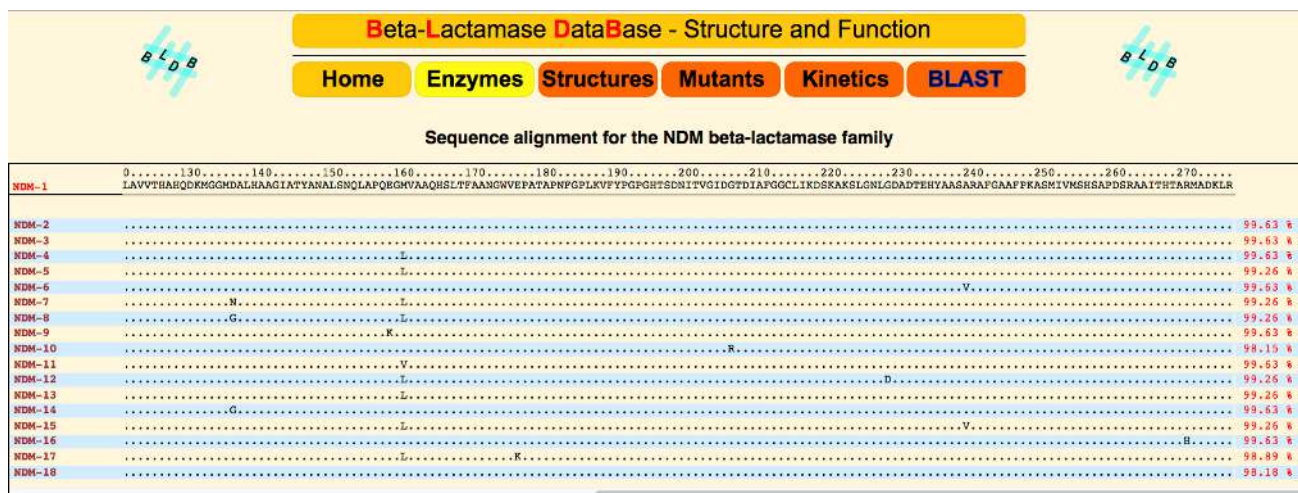 Beta-Lactamase DataBase - Structure and Function
B L D B
B L D B
Home Enzymes Structures Mutants Kinetics BLAST
Sequence alignment for the NDM beta-lactamase family
0.......130.......140.......150.......160.......170.......180.......190.......200.......210.......220.......230.......240.......250.......260.......270.....
NDM-1 LAVVTHAHQDKMGGMDALHAAGIATYANALSNQLAPQEGMVAAQHSLTFAANGWVEPATAPNFGPLKVFYPGPGHTSDNITVGIDGTDIAFGGCLIKDSKAKSLGNLGDADTEHYAASARAFGAAFPKASMIVMSHSAPDSRAAITHTARMADKLR
NDM-2 99.63 %
NDM-3 99.63 %
NDM-4 L 99.63 %
NDM-5 L 99.26 %
NDM-6 V 99.63 %
NDM-7 N L 99.26 %
NDM-8 G L 99.26 %
NDM-9 K 99.63 %
NDM-10 R 98.15 %
NDM-11 V 99.63 %
NDM-12 L D 99.26 %
NDM-13 L 99.26 %
NDM-14 G 99.63 %
NDM-15 L V 99.26 %
NDM-16 H 99.63 %
NDM-17 L K 98.89 %
NDM-18 98.18 %